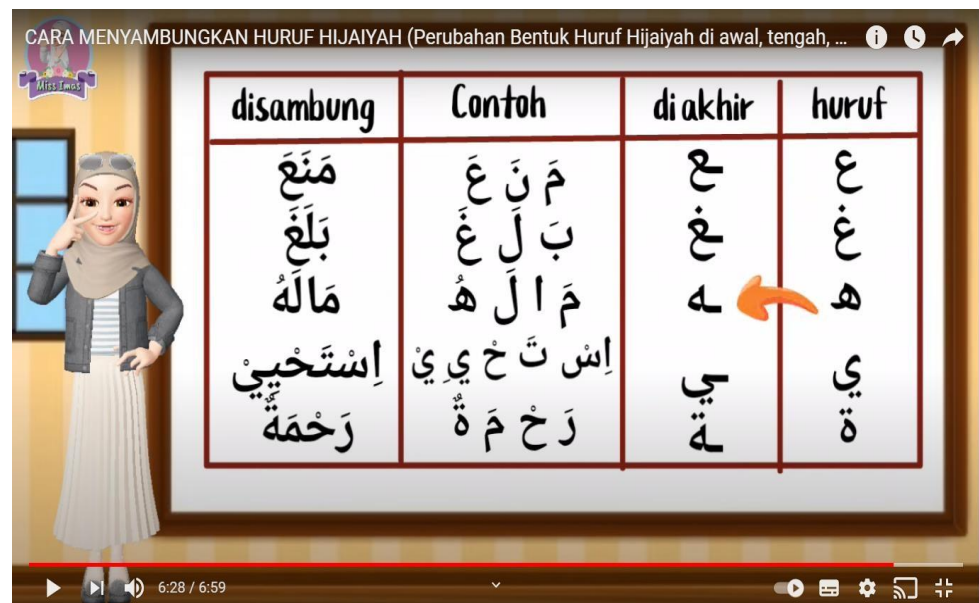 CARA MENYAMBUNGKAN HURUF HIJAIYAH (Perubahan Bentuk Huruf Hijaiyah di awal, tengah, ...
Miss Imas
disambung Contoh di akhir huruf
ع ـع مَ نَ عَ مَنَعَ
غ ـغ بَ لَ غَ بَلَغَ
ه ـه مَ ا لَ هُ مَالَهُ
ي ـي اِسْ تَ حْ يِ يْ اِسْتَحْيِيْ
ة ـة رَ حْ مَ ةٌ رَحْمَةٌ
6:28 / 6:59